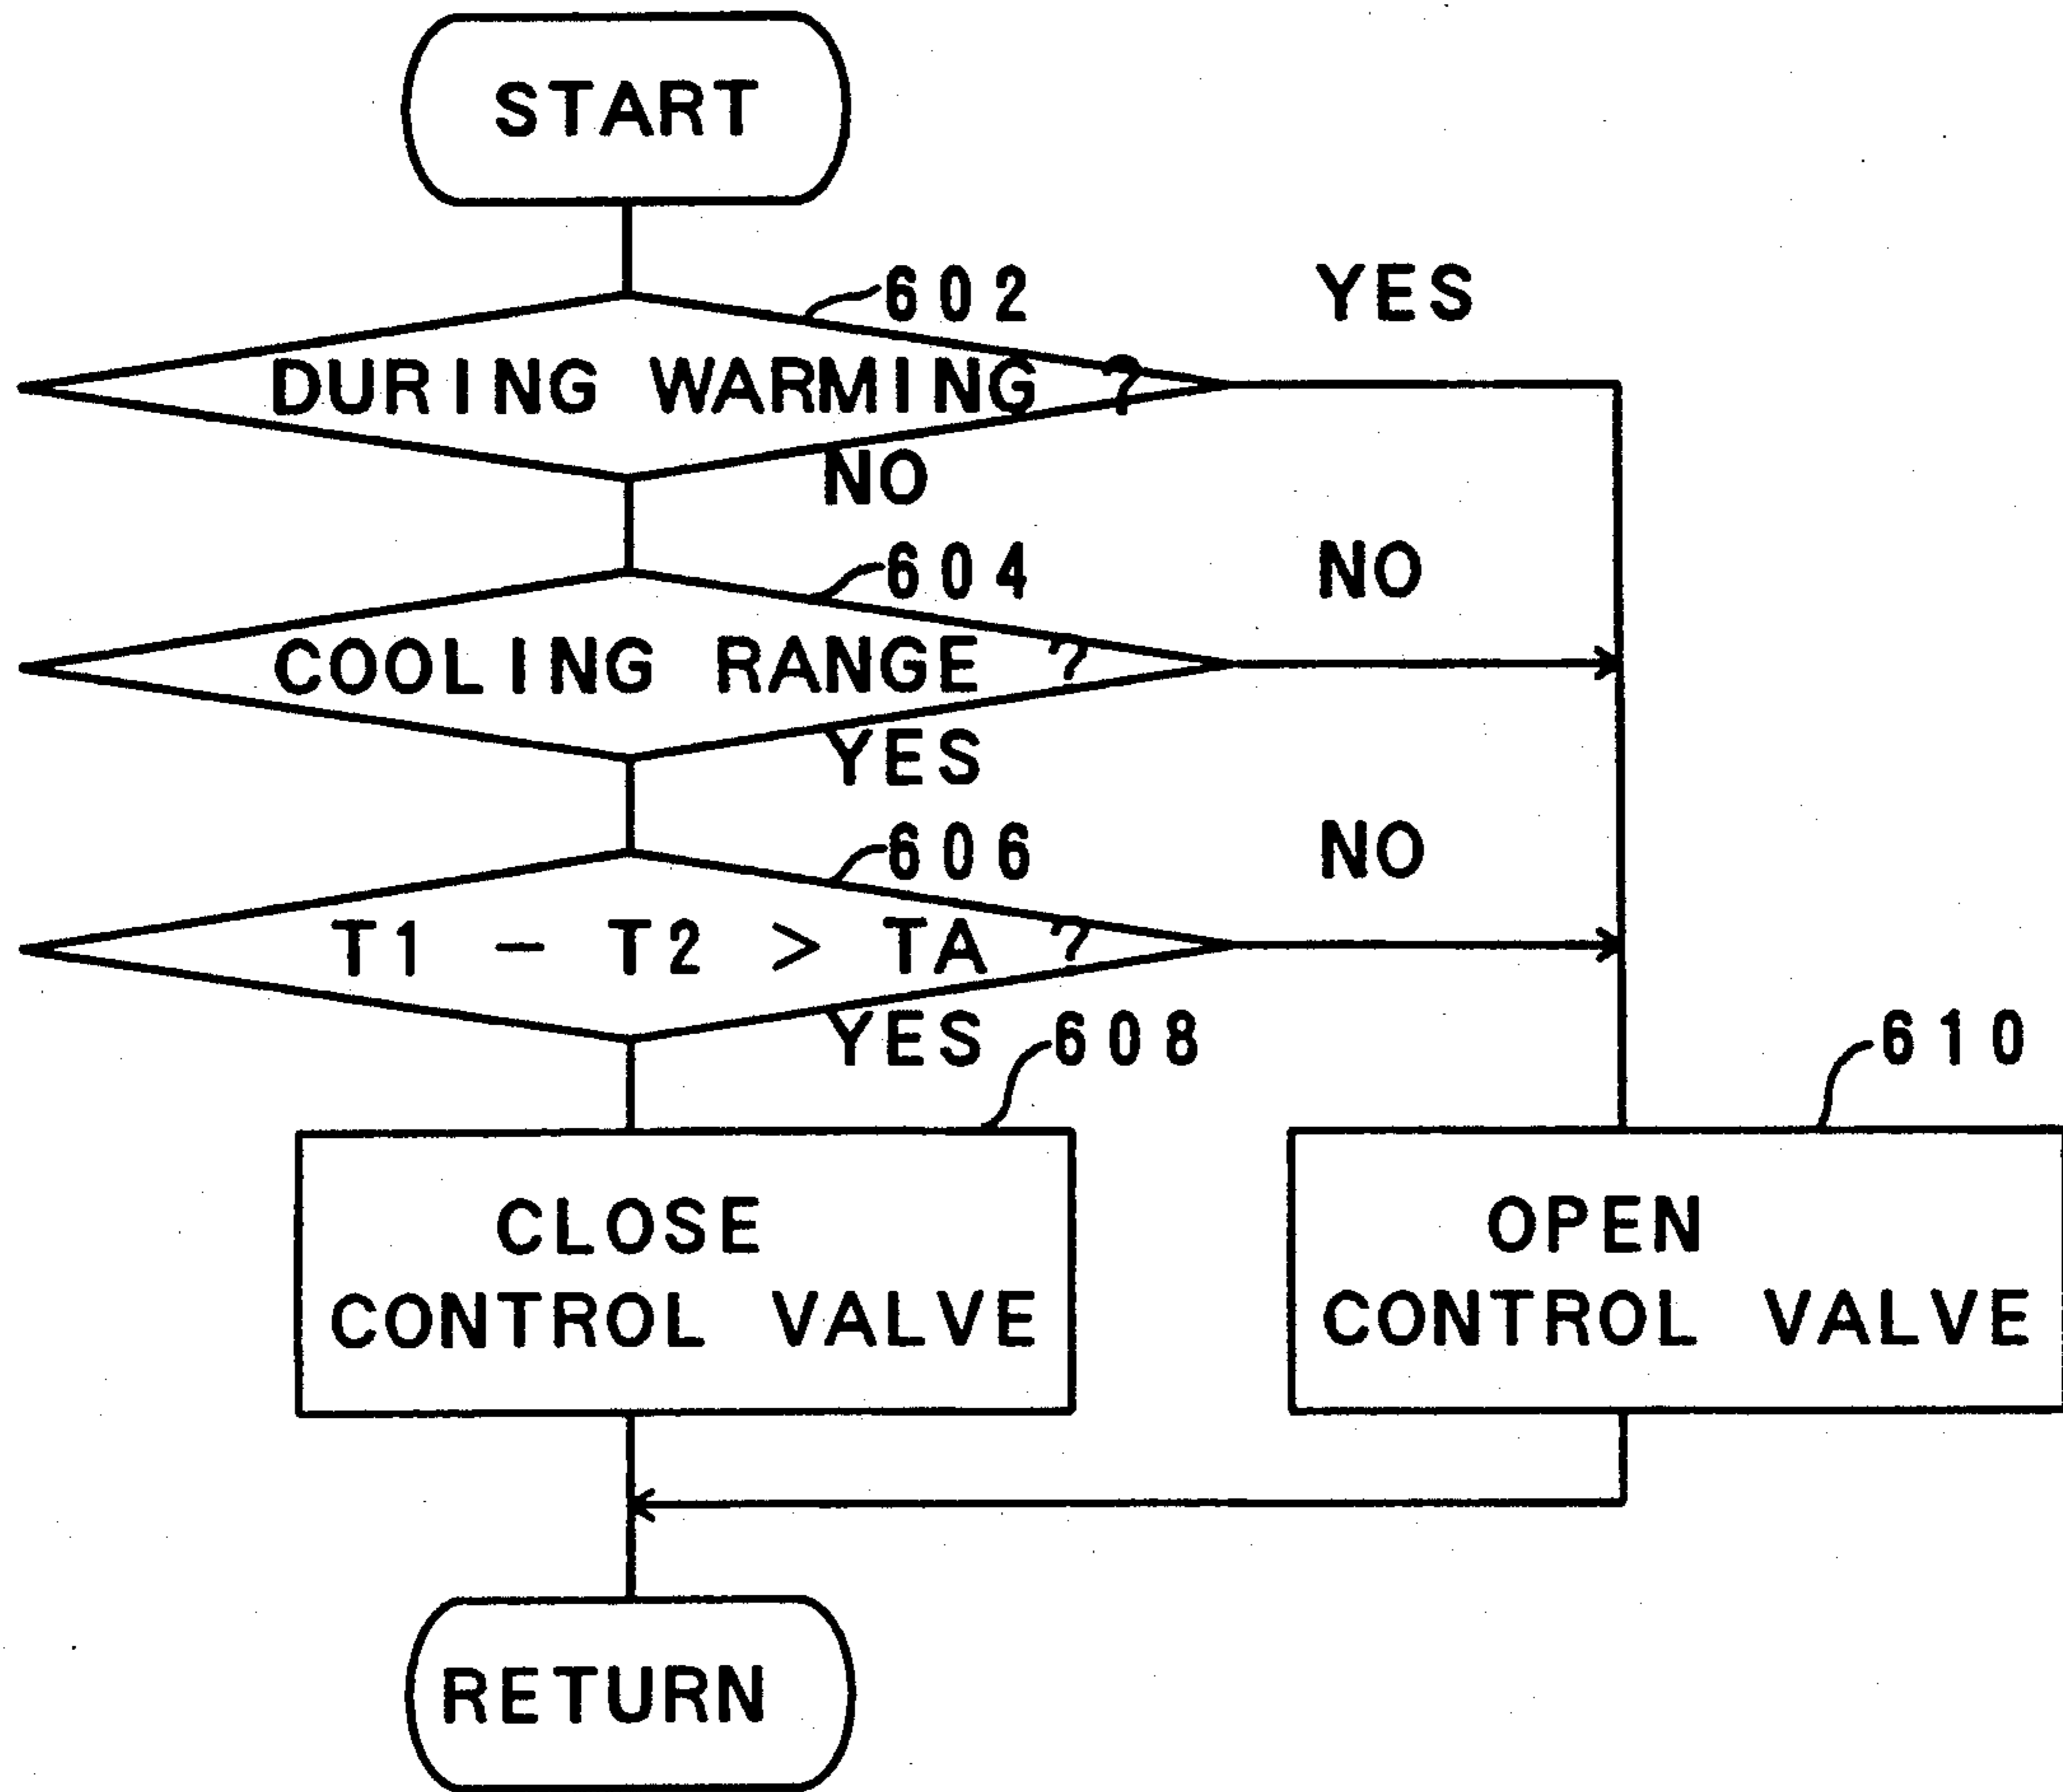 START
602
YES
DURING WARMING ?
NO
604
NO
COOLING RANGE ?
YES
606
NO
T1 - T2 > TA ?
YES
608
610
CLOSE
CONTROL VALVE
OPEN
CONTROL VALVE
RETURN